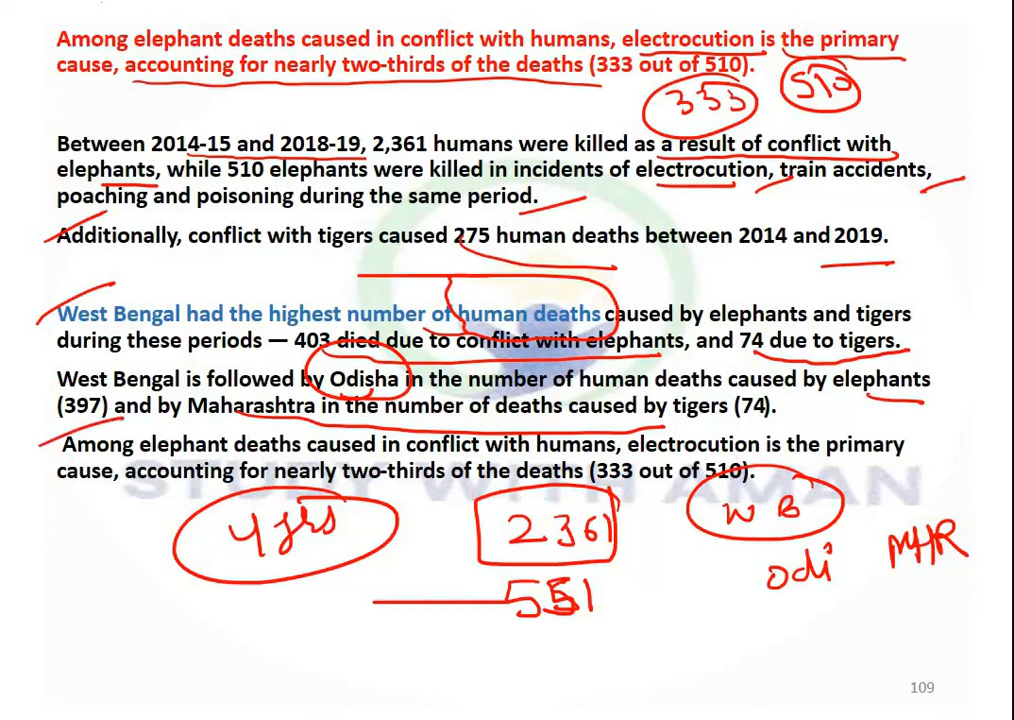 Among elephant deaths caused in conflict with humans, electrocution is the primary
cause, accounting for nearly two-thirds of the deaths (333 out of 510).
333
510
Between 2014-15 and 2018-19, 2,361 humans were killed as a result of conflict with
elephants, while 510 elephants were killed in incidents of electrocution, train accidents,
poaching and poisoning during the same period.
Additionally, conflict with tigers caused 275 human deaths between 2014 and 2019.
West Bengal had the highest number of human deaths caused by elephants and tigers
during these periods — 403 died due to conflict with elephants, and 74 due to tigers.
West Bengal is followed by Odisha in the number of human deaths caused by elephants
(397) and by Maharashtra in the number of deaths caused by tigers (74).
Among elephant deaths caused in conflict with humans, electrocution is the primary
cause, accounting for nearly two-thirds of the deaths (333 out of 510).
STUDY WITH AMAN
4 yrs
2361
W B
odi
MHR
551
109